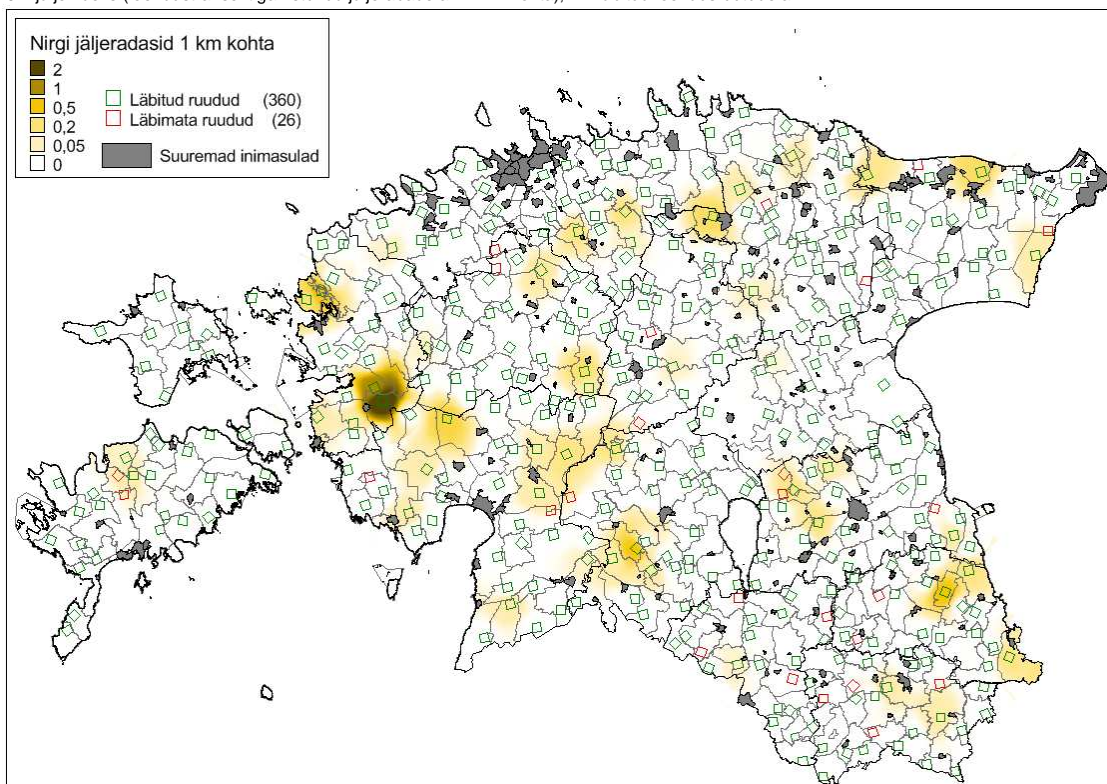 Nirgi jäljeradasid 1 km kohta
2
1
0,5
0,2
0,05
0
Läbitud ruudud (360)
Läbimata ruudud (26)
Suuremad inimasulad